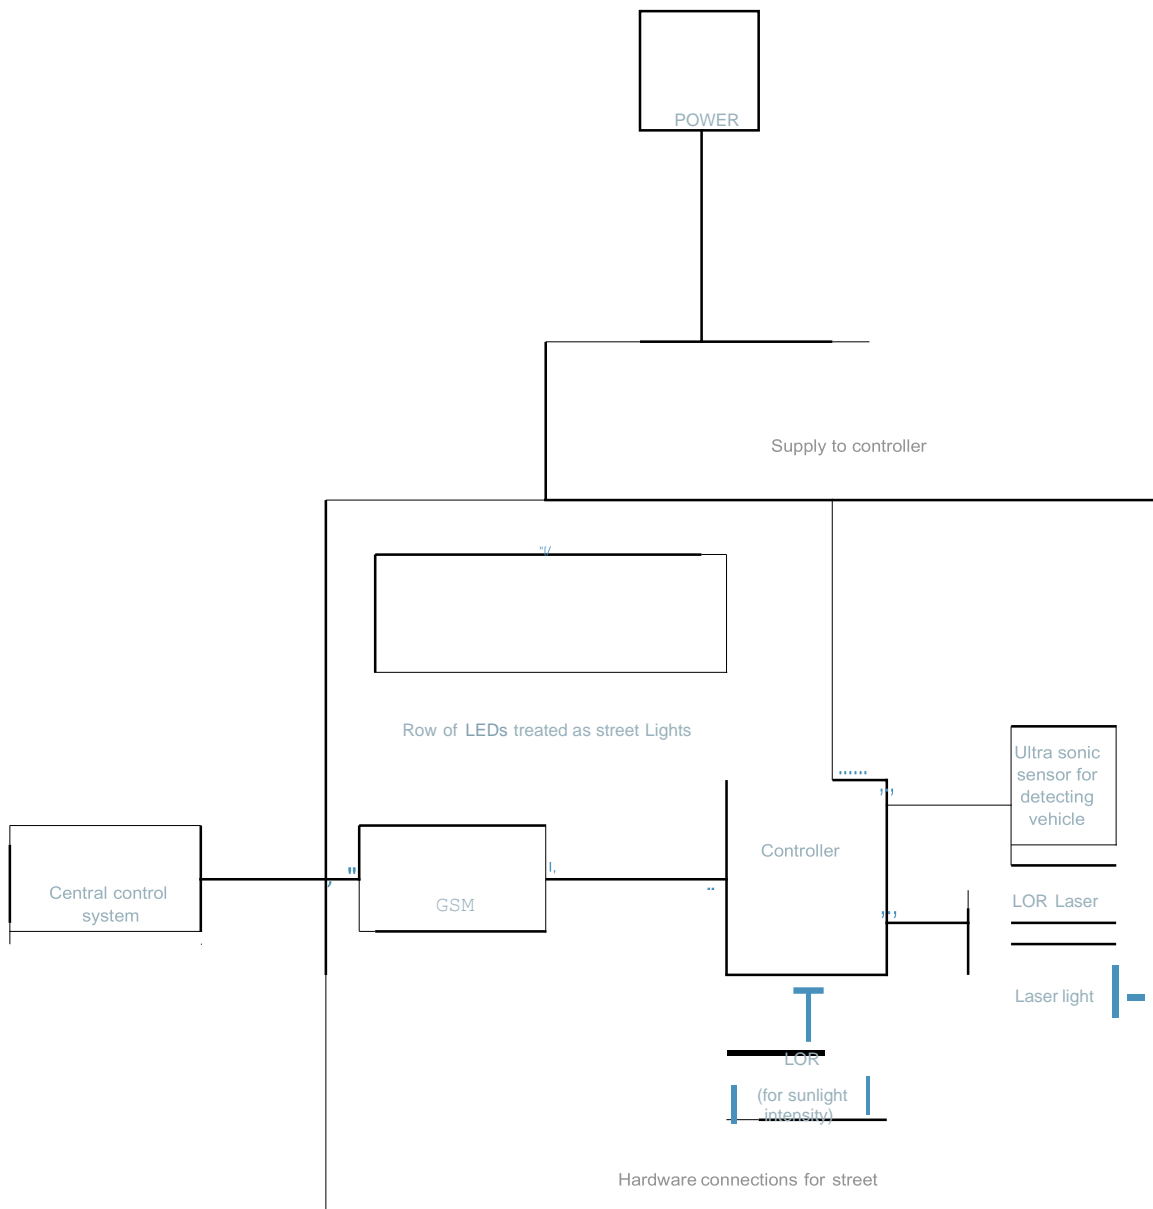 POWER
Supply to controller
Row of LEDs treated as street Lights
Ultra sonic
sensor for
detecting
vehicle
Controller
Central control
system
GSM
LOR Laser
Laser light
LOR
(for sunlight
intensity)
Hardware connections for street